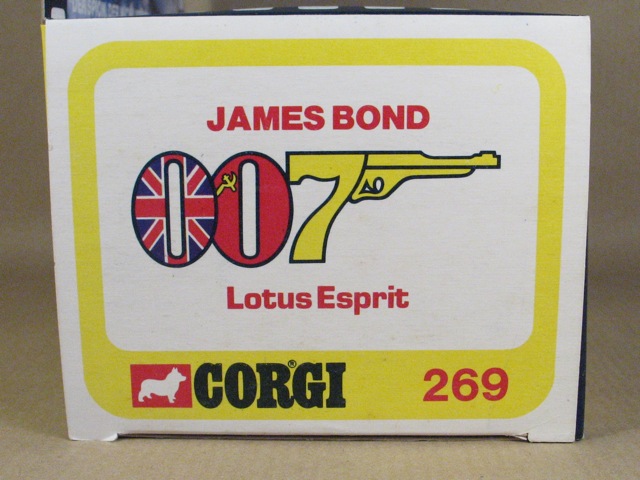 JAMES BOND
007
Lotus Esprit
CORGI® 269